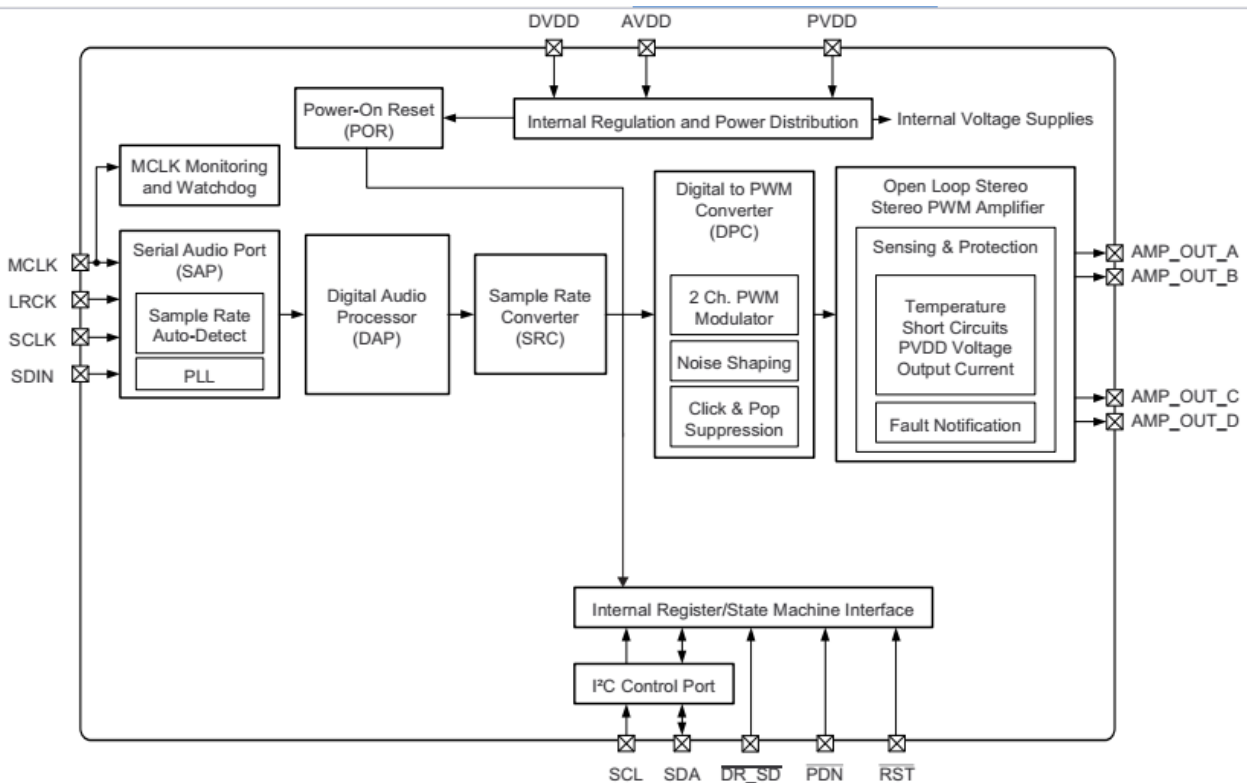 DVDD
AVDD
PVDD
Power-On Reset
(POR)
Internal Regulation and Power Distribution
Internal Voltage Supplies
MCLK Monitoring
and Watchdog
MCLK
LRCK
SCLK
SDIN
Serial Audio Port
(SAP)
Sample Rate
Auto-Detect
PLL
Digital Audio
Processor
(DAP)
Sample Rate
Converter
(SRC)
Digital to PWM
Converter
(DPC)
2 Ch. PWM
Modulator
Noise Shaping
Click & Pop
Suppression
Open Loop Stereo
Stereo PWM Amplifier
Sensing & Protection
Temperature
Short Circuits
PVDD Voltage
Output Current
Fault Notification
AMP_OUT_A
AMP_OUT_B
AMP_OUT_C
AMP_OUT_D
Internal Register/State Machine Interface
I²C Control Port
SCL
SDA
DR_SD
PDN
RST